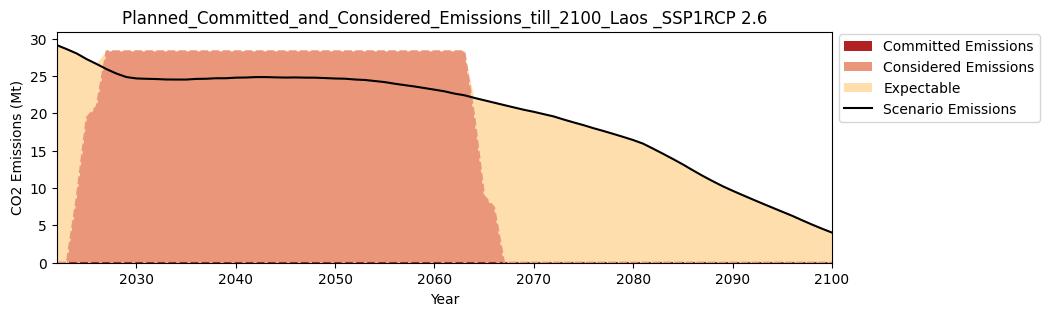 Planned_Committed_and_Considered_Emissions_till_2100_Laos _SSP1RCP 2.6
CO2 Emissions (Mt)
30
25
20
15
10
5
0
2030 2040 2050 2060 2070 2080 2090 2100
Year
Committed Emissions
Considered Emissions
Expectable
Scenario Emissions